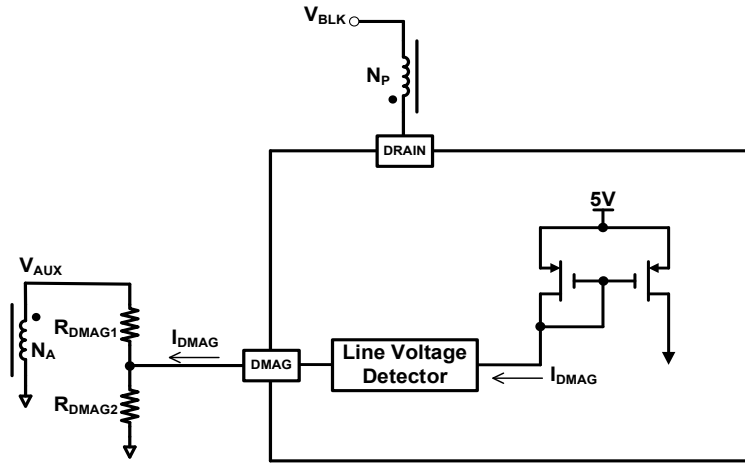 V_BLK
N_P
DRAIN
5V
V_AUX
R_DMAG1
I_DMAG
N_A
DMAG
Line Voltage
Detector
I_DMAG
R_DMAG2